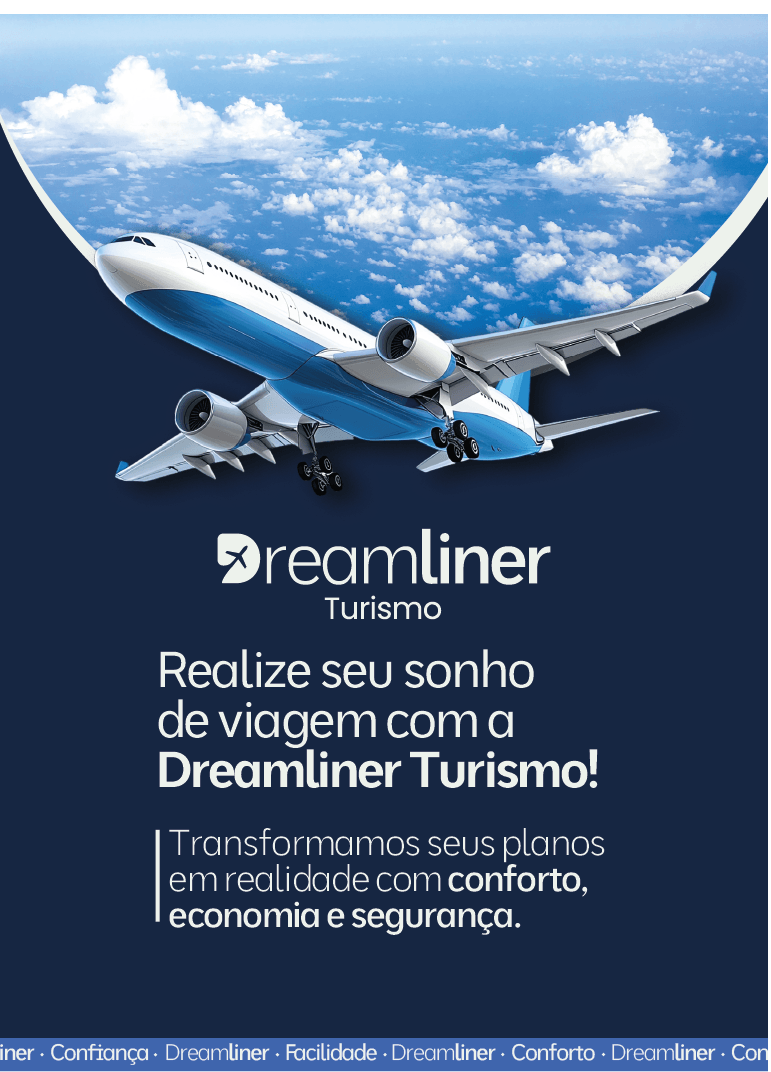 Dreamliner
Turismo
Realize seu sonho
de viagem com a
Dreamliner Turismo!
Transformamos seus planos
em realidade com conforto,
economia e segurança.
iner · Confiança · Dreamliner · Facilidade · Dreamliner · Conforto · Dreamliner · Con